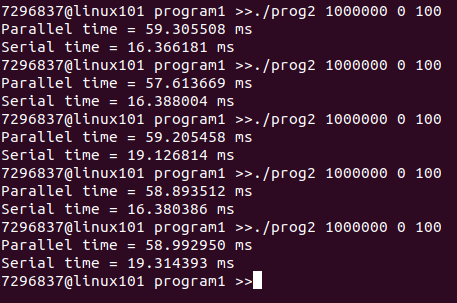 7296837@linux101 program1 >>./prog2 1000000 0 100
Parallel time = 59.305508 ms
Serial time = 16.366181 ms
7296837@linux101 program1 >>./prog2 1000000 0 100
Parallel time = 57.613669 ms
Serial time = 16.388004 ms
7296837@linux101 program1 >>./prog2 1000000 0 100
Parallel time = 59.205458 ms
Serial time = 19.126814 ms
7296837@linux101 program1 >>./prog2 1000000 0 100
Parallel time = 58.893512 ms
Serial time = 16.380386 ms
7296837@linux101 program1 >>./prog2 1000000 0 100
Parallel time = 58.992950 ms
Serial time = 19.314393 ms
7296837@linux101 program1 >>